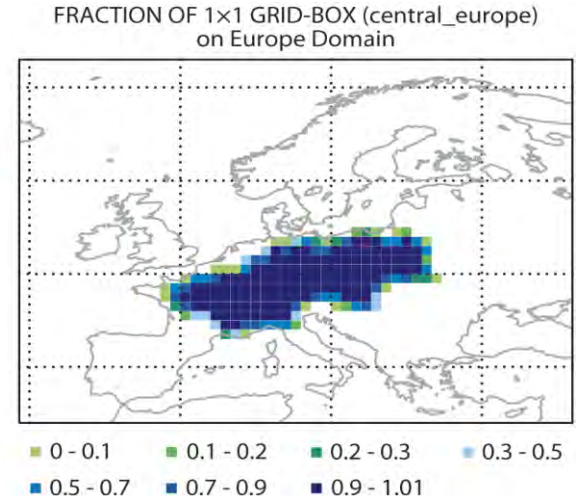 FRACTION OF 1×1 GRID-BOX (central_europe)
on Europe Domain
0 - 0.1 0.1 - 0.2 0.2 - 0.3 0.3 - 0.5
0.5 - 0.7 0.7 - 0.9 0.9 - 1.01